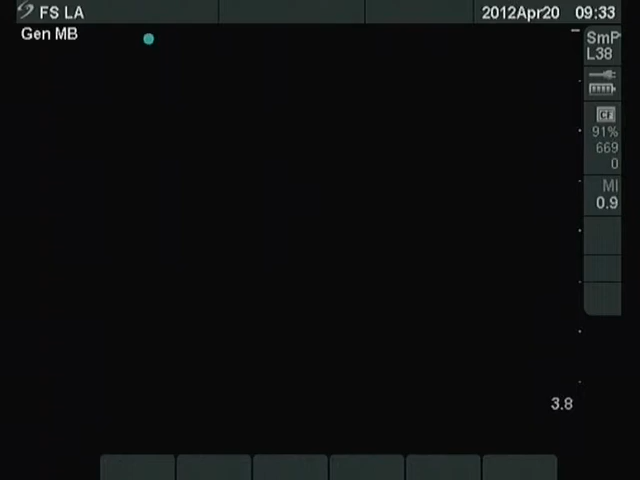 FS LA
2012Apr20 09:33
Gen MB
SmP
L38
CF
91%
669
0
MI
0.9
3.8